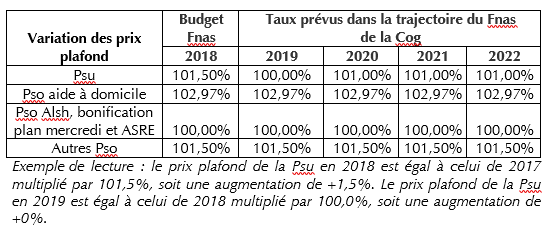 Variation des prix plafond
Budget Fnas
Taux prévus dans la trajectoire du Fnas de la Cog
2018 2019 2020 2021 2022
Psu 101,50% 100,00% 101,00% 101,00% 101,00%
Pso aide à domicile 102,97% 102,97% 102,97% 102,97% 102,97%
Pso Alsh, bonification plan mercredi et ASRE 100,00% 100,00% 100,00% 100,00% 100,00%
Autres Pso 101,50% 101,50% 101,50% 101,50% 101,50%
Exemple de lecture : le prix plafond de la Psu en 2018 est égal à celui de 2017
multiplié par 101,5%, soit une augmentation de +1,5%. Le prix plafond de la Psu
en 2019 est égal à celui de 2018 multiplié par 100,0%, soit une augmentation de
+0%.